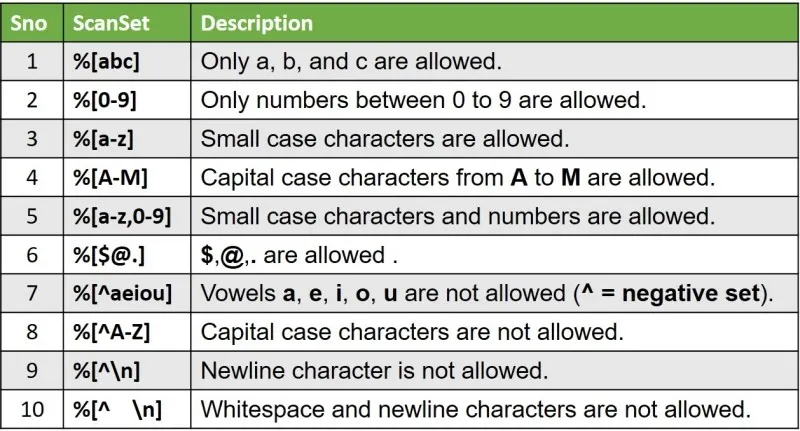 Sno ScanSet Description
1 %[abc] Only a, b, and c are allowed.
2 %[0-9] Only numbers between 0 to 9 are allowed.
3 %[a-z] Small case characters are allowed.
4 %[A-M] Capital case characters from A to M are allowed.
5 %[a-z,0-9] Small case characters and numbers are allowed.
6 %[$@.] $,@,. are allowed .
7 %[^aeiou] Vowels a, e, i, o, u are not allowed (^ = negative set).
8 %[^A-Z] Capital case characters are not allowed.
9 %[^\n] Newline character is not allowed.
10 %[^   \n] Whitespace and newline characters are not allowed.